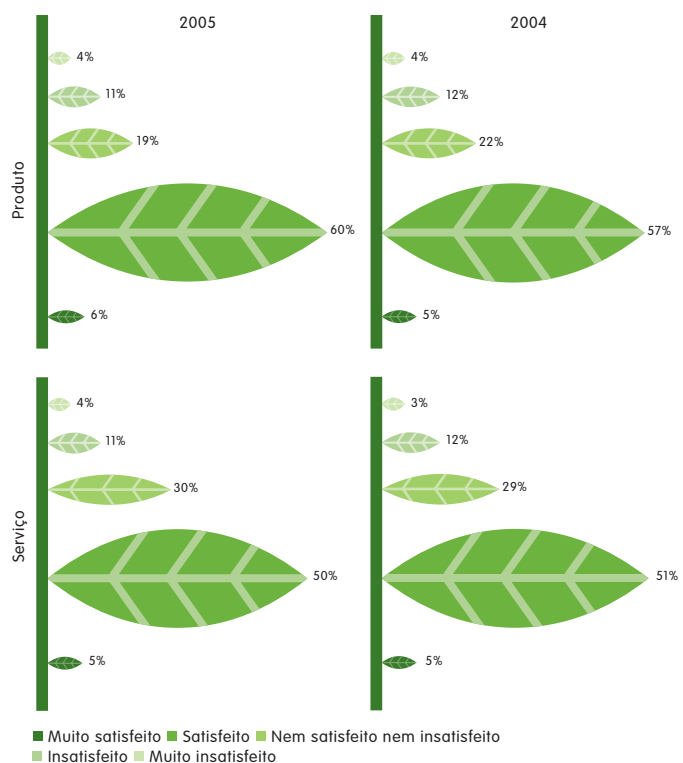 2005 2004
4% 4%
11% 12%
19% 22%
Produto
60% 57%
6% 5%
4% 3%
11% 12%
30% 29%
Serviço
50% 51%
5% 5%
Muito satisfeito Satisfeito Nem satisfeito nem insatisfeito
Insatisfeito Muito insatisfeito